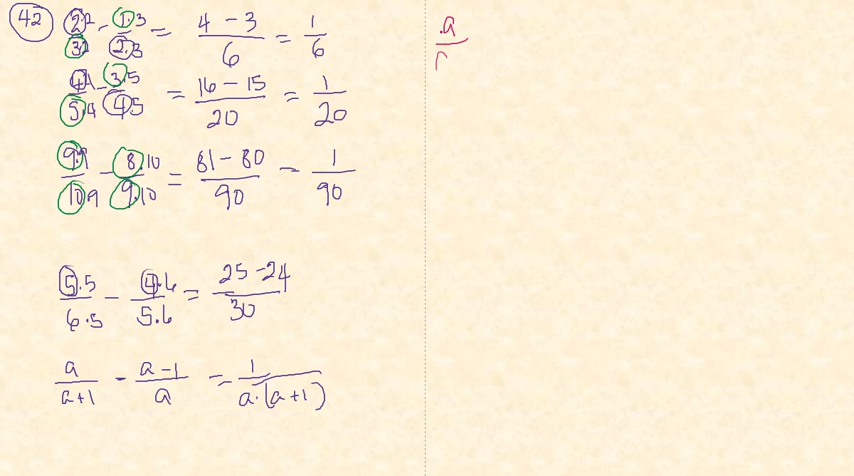 42
2·2/3·2 - 1·3/2·3 = 4 - 3/6 = 1/6
4·4/5·4 - 3·5/4·5 = 16 - 15/20 = 1/20
9·9/10·9 - 8·10/9·10 = 81 - 80/90 = 1/90
5·5/6·5 - 4·6/5·6 = 25 - 24/30
a/a+1 - a-1/a = 1/a·(a+1)
·a